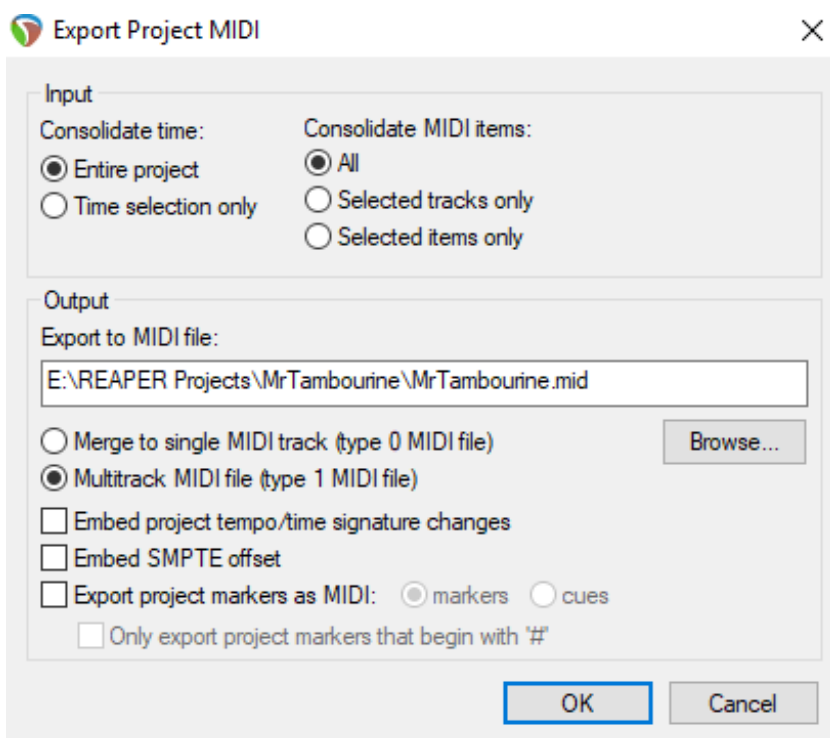 Export Project MIDI
Input
Consolidate time:
Entire project
Time selection only
Consolidate MIDI items:
All
Selected tracks only
Selected items only
Output
Export to MIDI file:
E:\REAPER Projects\MrTambourine\MrTambourine.mid
Merge to single MIDI track (type 0 MIDI file)
Browse...
Multitrack MIDI file (type 1 MIDI file)
Embed project tempo/time signature changes
Embed SMPTE offset
Export project markers as MIDI: markers cues
Only export project markers that begin with '#'
OK Cancel